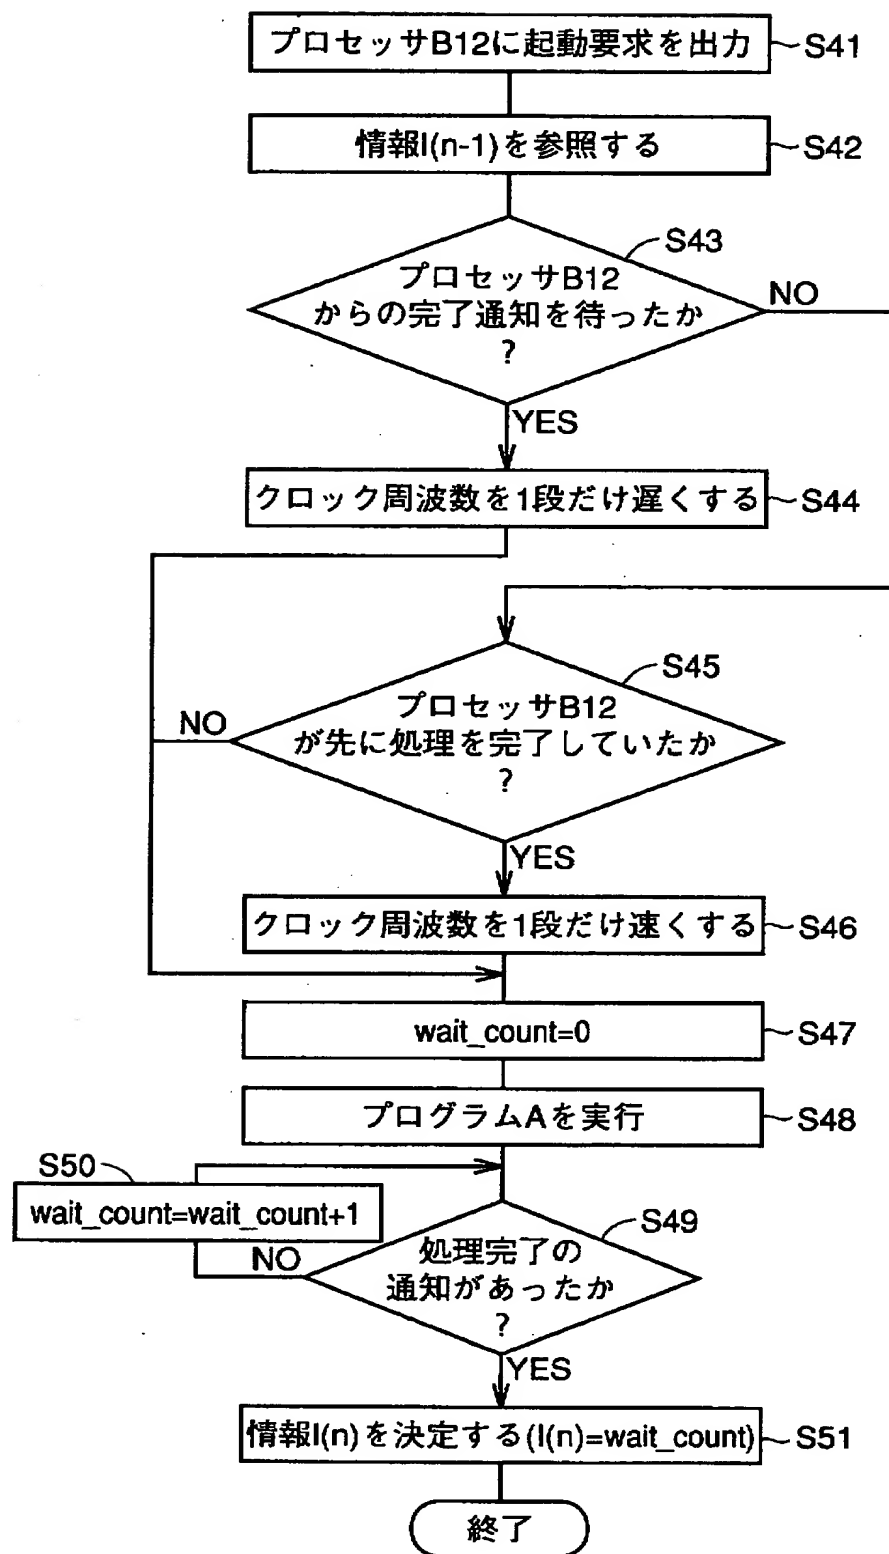 プロセッサB12に起動要求を出力
S41
情報I(n-1)を参照する
S42
S43
プロセッサB12
からの完了通知を待ったか
?
NO
YES
クロック周波数を1段だけ遅くする
S44
S45
プロセッサB12
が先に処理を完了していたか
?
NO
YES
クロック周波数を1段だけ速くする
S46
wait_count=0
S47
プログラムAを実行
S48
S50
wait_count=wait_count+1
S49
処理完了の
通知があったか
?
NO
YES
情報I(n)を決定する(I(n)=wait_count)
S51
終了